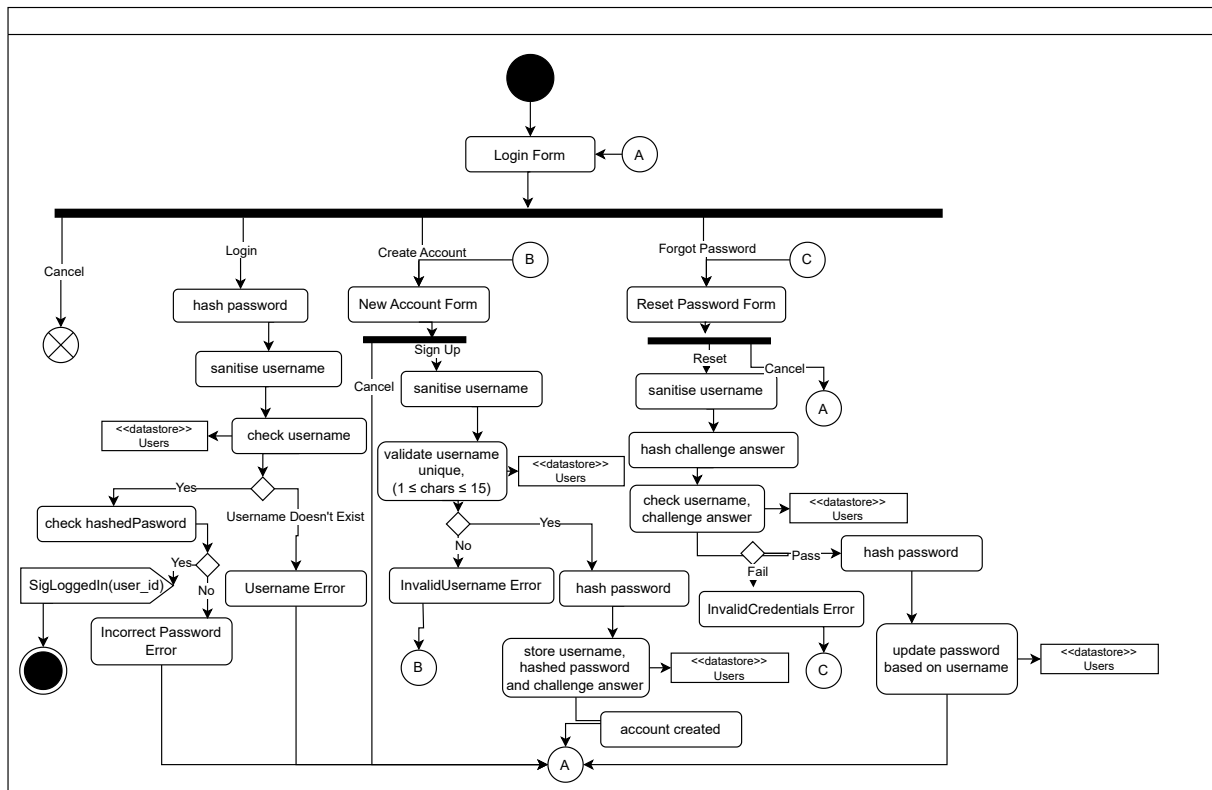 Login Form
A
Cancel
Login
Create Account
B
Forgot Password
C
hash password
New Account Form
Reset Password Form
Sign Up
Cancel
Reset
Cancel
sanitise username
sanitise username
sanitise username
A
<<datastore>>
Users
check username
validate username
unique,
(1 ≤ chars ≤ 15)
<<datastore>>
Users
hash challenge answer
Yes
Username Doesn't Exist
check username,
challenge answer
<<datastore>>
Users
check hashedPasword
Yes
No
Yes
No
Pass
Fail
hash password
SigLoggedIn(user_id)
Username Error
InvalidUsername Error
hash password
InvalidCredentials Error
Incorrect Password
Error
B
store username,
hashed password
and challenge answer
<<datastore>>
Users
C
update password
based on username
<<datastore>>
Users
account created
A